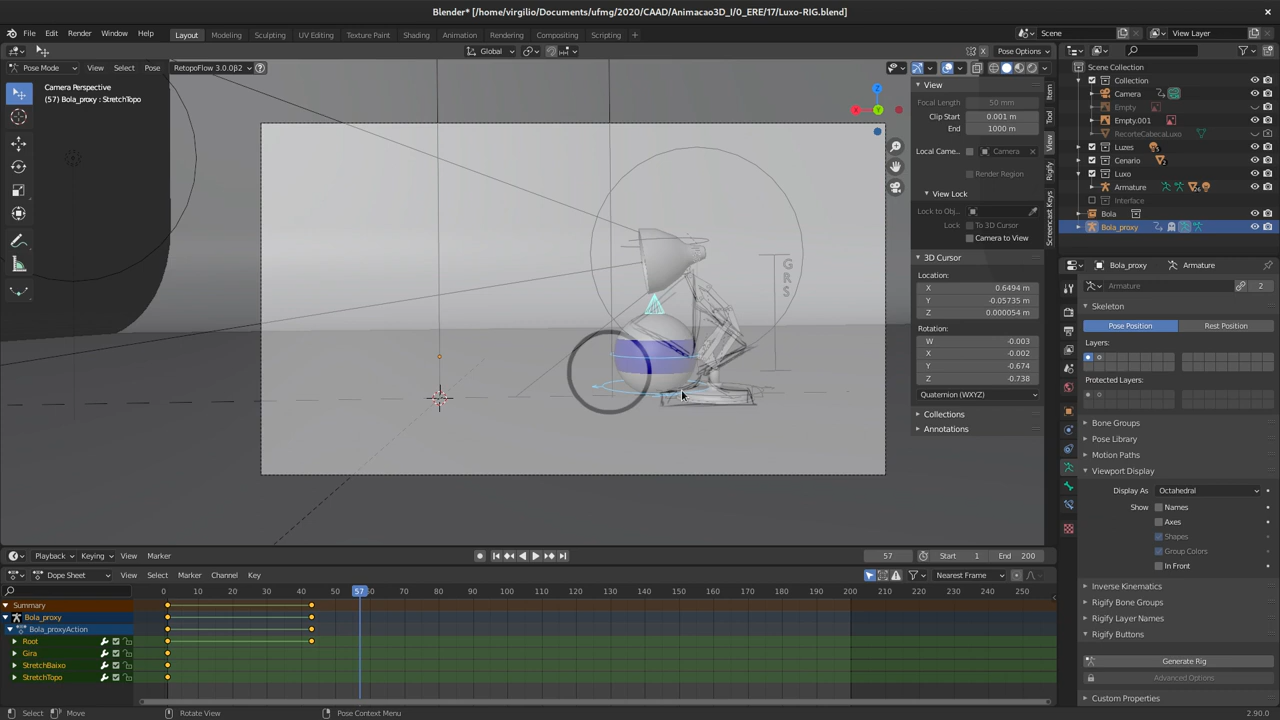 Blender* [/home/virgilio/Documents/ufmg/2020/CAAD/Animacao3D_I/0_ERE/17/Luxo-RIG.blend]
File Edit Render Window Help Layout Modeling Sculpting UV Editing Texture Paint Shading Animation Rendering Compositing Scripting + Scene View Layer
Global Pose Options
Pose Mode View Select Pose RetopoFlow 3.0.0β2
Camera Perspective
(57) Bola_proxy : StretchTopo
X
Y
Z
G
R
S
View
Focal Length 50 mm
Clip Start 0.001 m
End 1000 m
Local Came... Camera
Render Region
View Lock
Lock to Obj...
Lock To 3D Cursor
Camera to View
3D Cursor
Location:
X 0.6494 m
Y -0.05735 m
Z 0.000054 m
Rotation:
W -0.003
X -0.002
Y -0.674
Z -0.738
Quaternion (WXYZ)
Collections
Annotations
Item
Tool
View
Rigify
Screencast Keys
Scene Collection
Collection
Camera
Empty
Empty.001
RecorteCabecaLuxo
Luzes
Cenario
Luxo
Armature
Interface
Bola
Bola_proxy
Bola_proxy Armature
Armature 2
Skeleton
Pose Position Rest Position
Layers:
Protected Layers:
Bone Groups
Pose Library
Motion Paths
Viewport Display
Display As Octahedral
Show Names
Axes
Shapes
Group Colors
In Front
Inverse Kinematics
Rigify Bone Groups
Rigify Layer Names
Rigify Buttons
Generate Rig
Advanced Options
Custom Properties
Playback Keying View Marker 57 Start 1 End 200
Dope Sheet View Select Marker Channel Key Nearest Frame
0 10 20 30 40 50 57 60 70 80 90 100 110 120 130 140 150 160 170 180 190 200 210 220 230 240 250
Summary
Bola_proxy
Bola_proxyAction
Root
Gira
StretchBaixo
StretchTopo
Select Move Rotate View Pose Context Menu 2.90.0